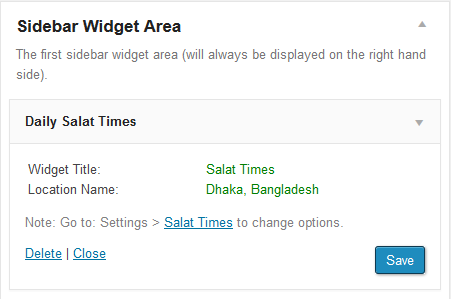 Sidebar Widget Area
The first sidebar widget area (will always be displayed on the right hand
side).
Daily Salat Times
Widget Title: Salat Times
Location Name: Dhaka, Bangladesh
Note: Go to: Settings > Salat Times to change options.
Delete | Close Save